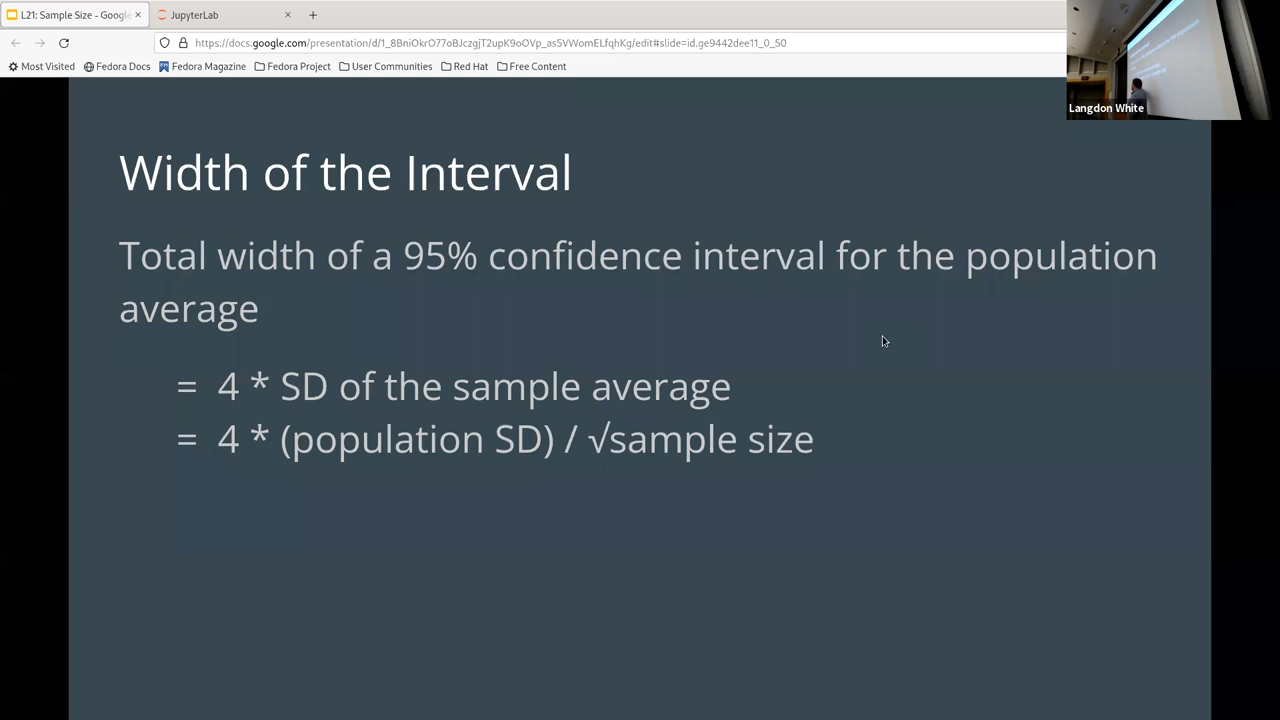 L21: Sample Size - Google
JupyterLab
https://docs.google.com/presentation/d/1_8BniOkrO77oBJczgjT2upK9oOVp_as5VWomELfqhKg/edit#slide=id.ge9442dee11_0_50
Most Visited Fedora Docs Fedora Magazine Fedora Project User Communities Red Hat Free Content
Langdon White
Width of the Interval
Total width of a 95% confidence interval for the population
average
= 4 * SD of the sample average
= 4 * (population SD) / √sample size